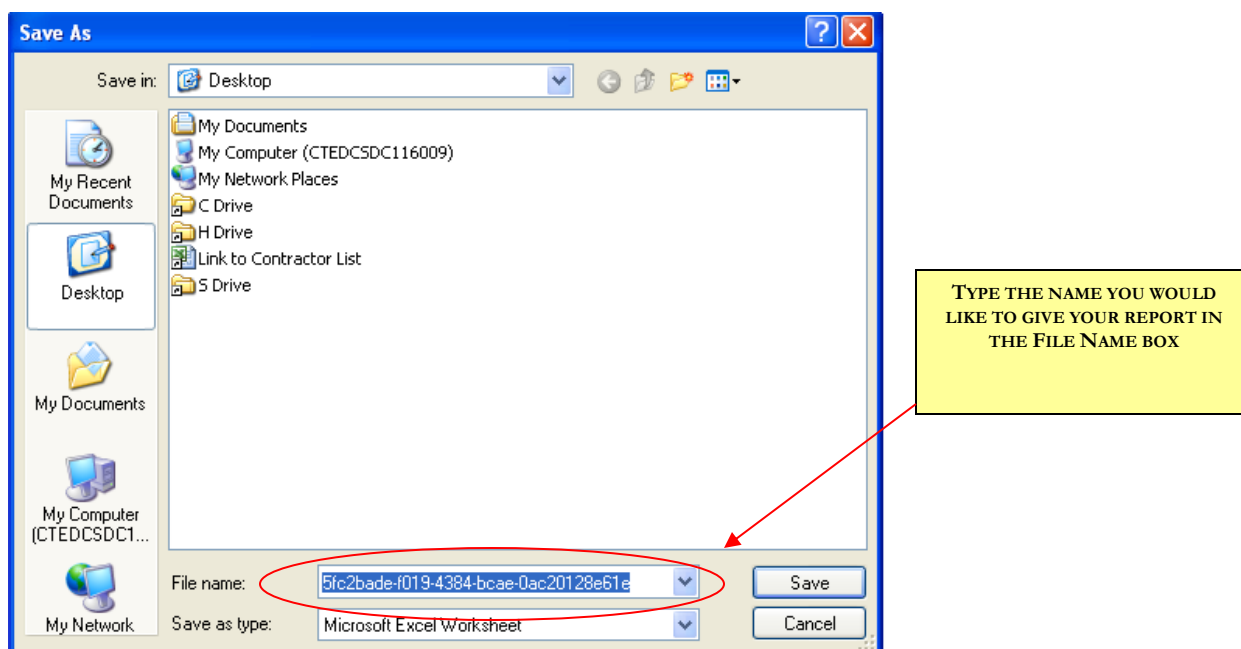 Save As
Save in:
Desktop
My Recent
Documents
Desktop
My Documents
My Computer
(CTEDCSDC1...
My Network
My Documents
My Computer (CTEDCSDC116009)
My Network Places
C Drive
H Drive
Link to Contractor List
S Drive
File name:
5fc2bade-f019-4384-bcae-0ac20128e61e
Save
Save as type:
Microsoft Excel Worksheet
Cancel
TYPE THE NAME YOU WOULD
LIKE TO GIVE YOUR REPORT IN
THE FILE NAME BOX